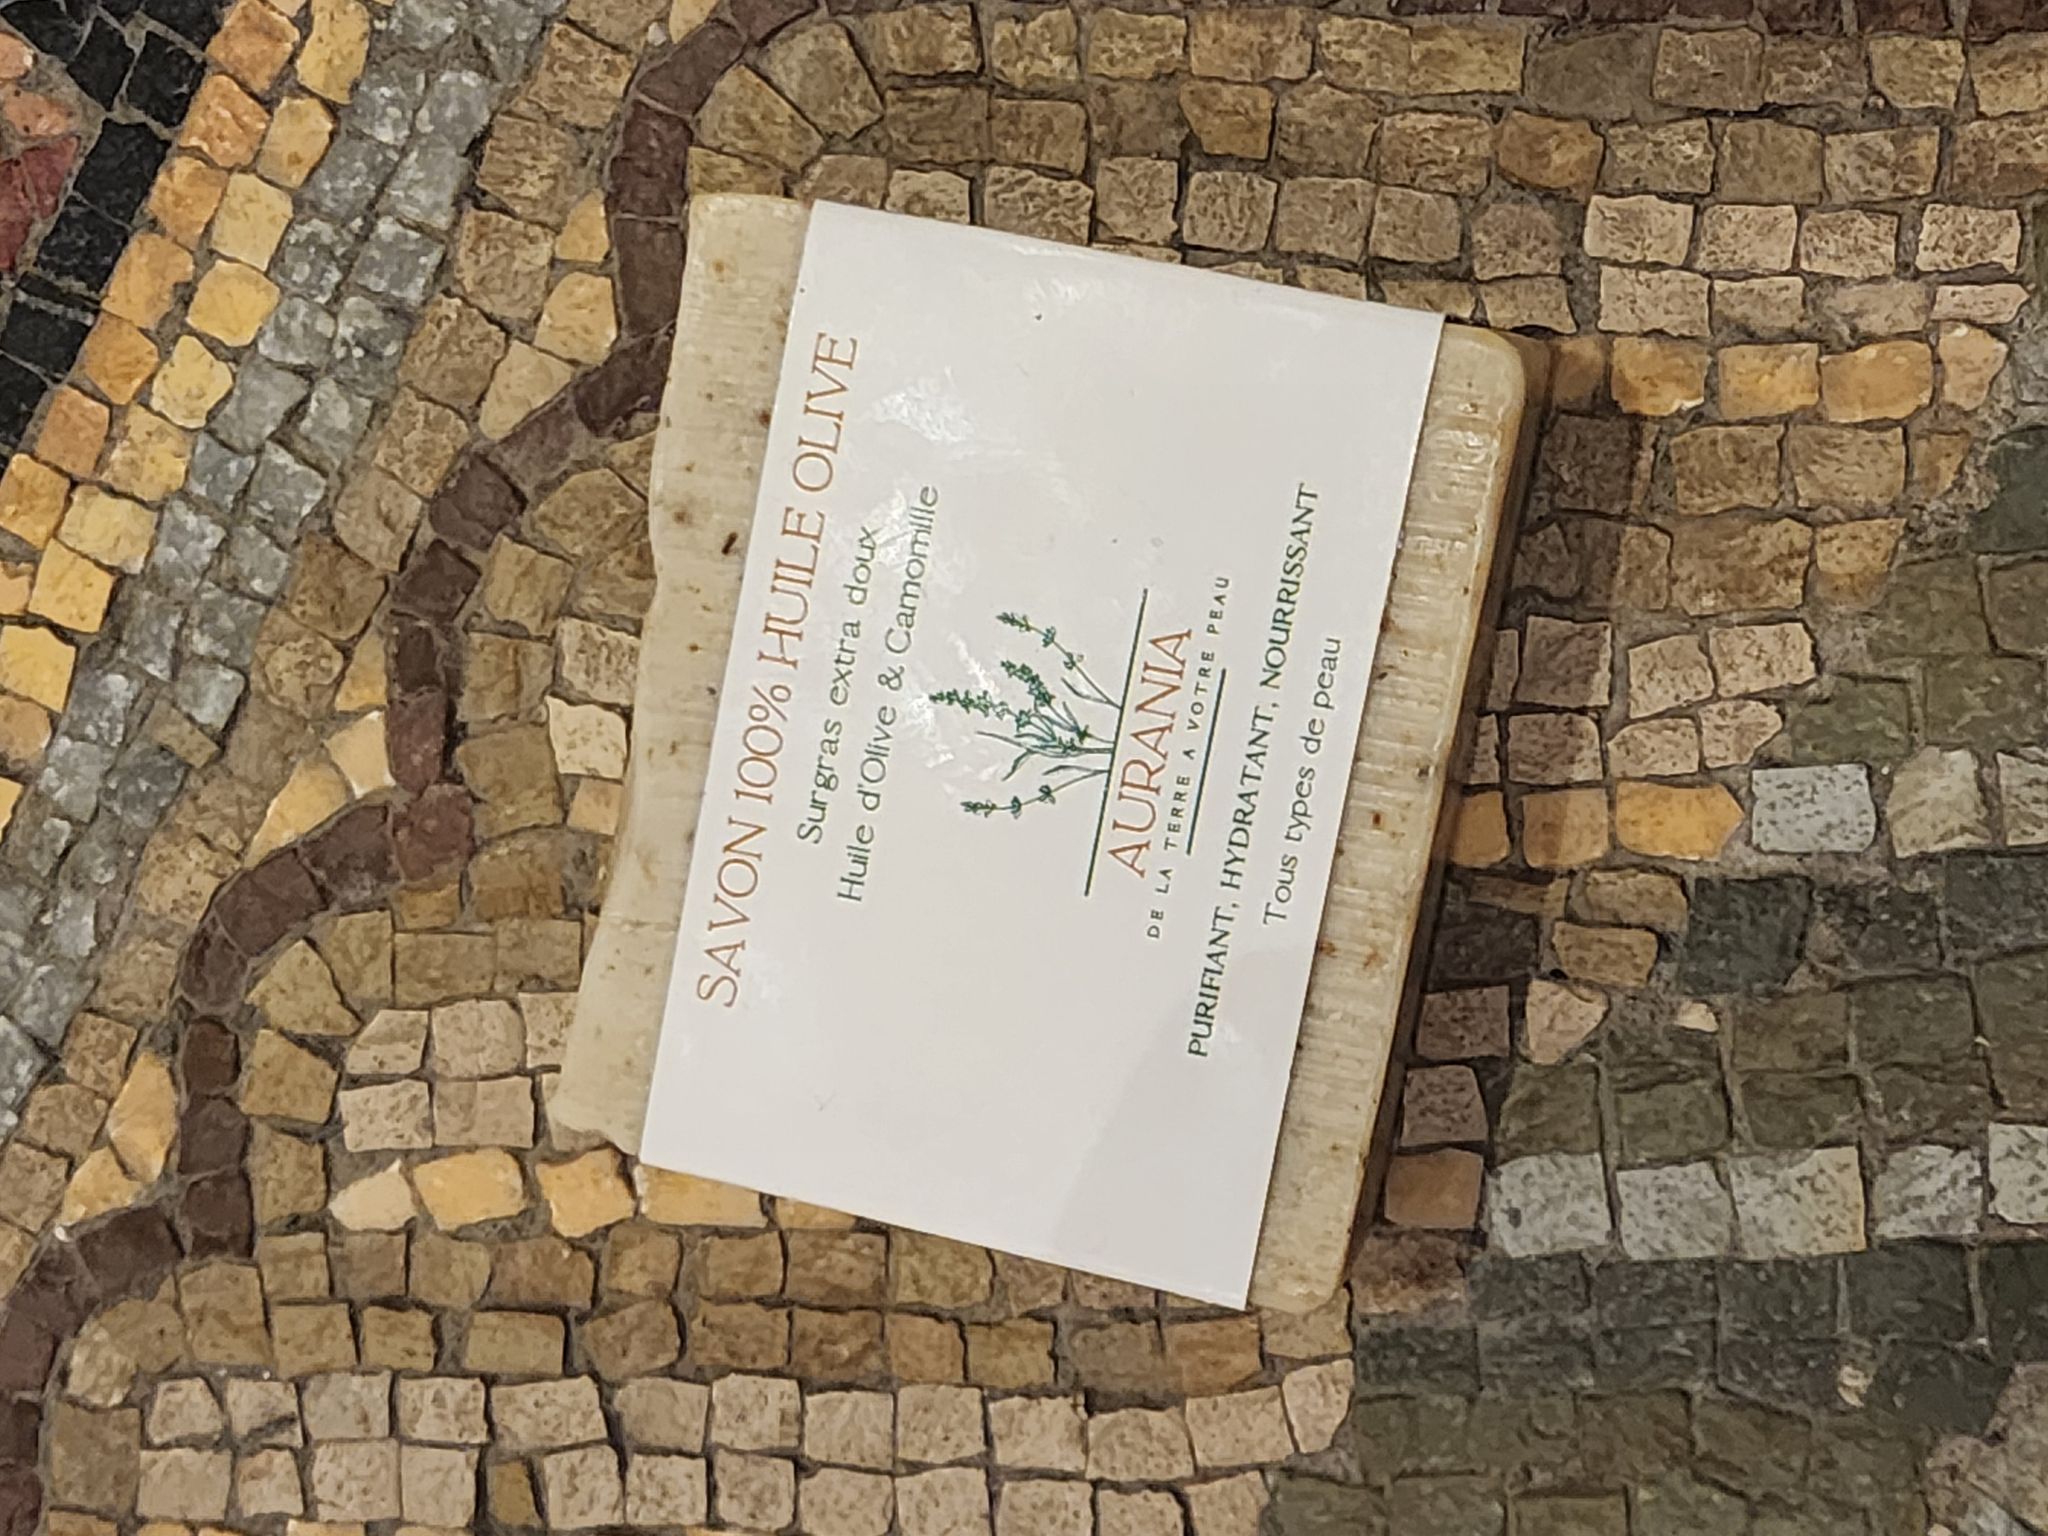 SAVON 100% HUILE OLIVE
Surgras extra doux
Huile d'Olive & Camomille
AURANIA
DE LA TERRE A VOTRE PEAU
PURIFIANT, HYDRATANT, NOURRISSANT
Tous types de peau